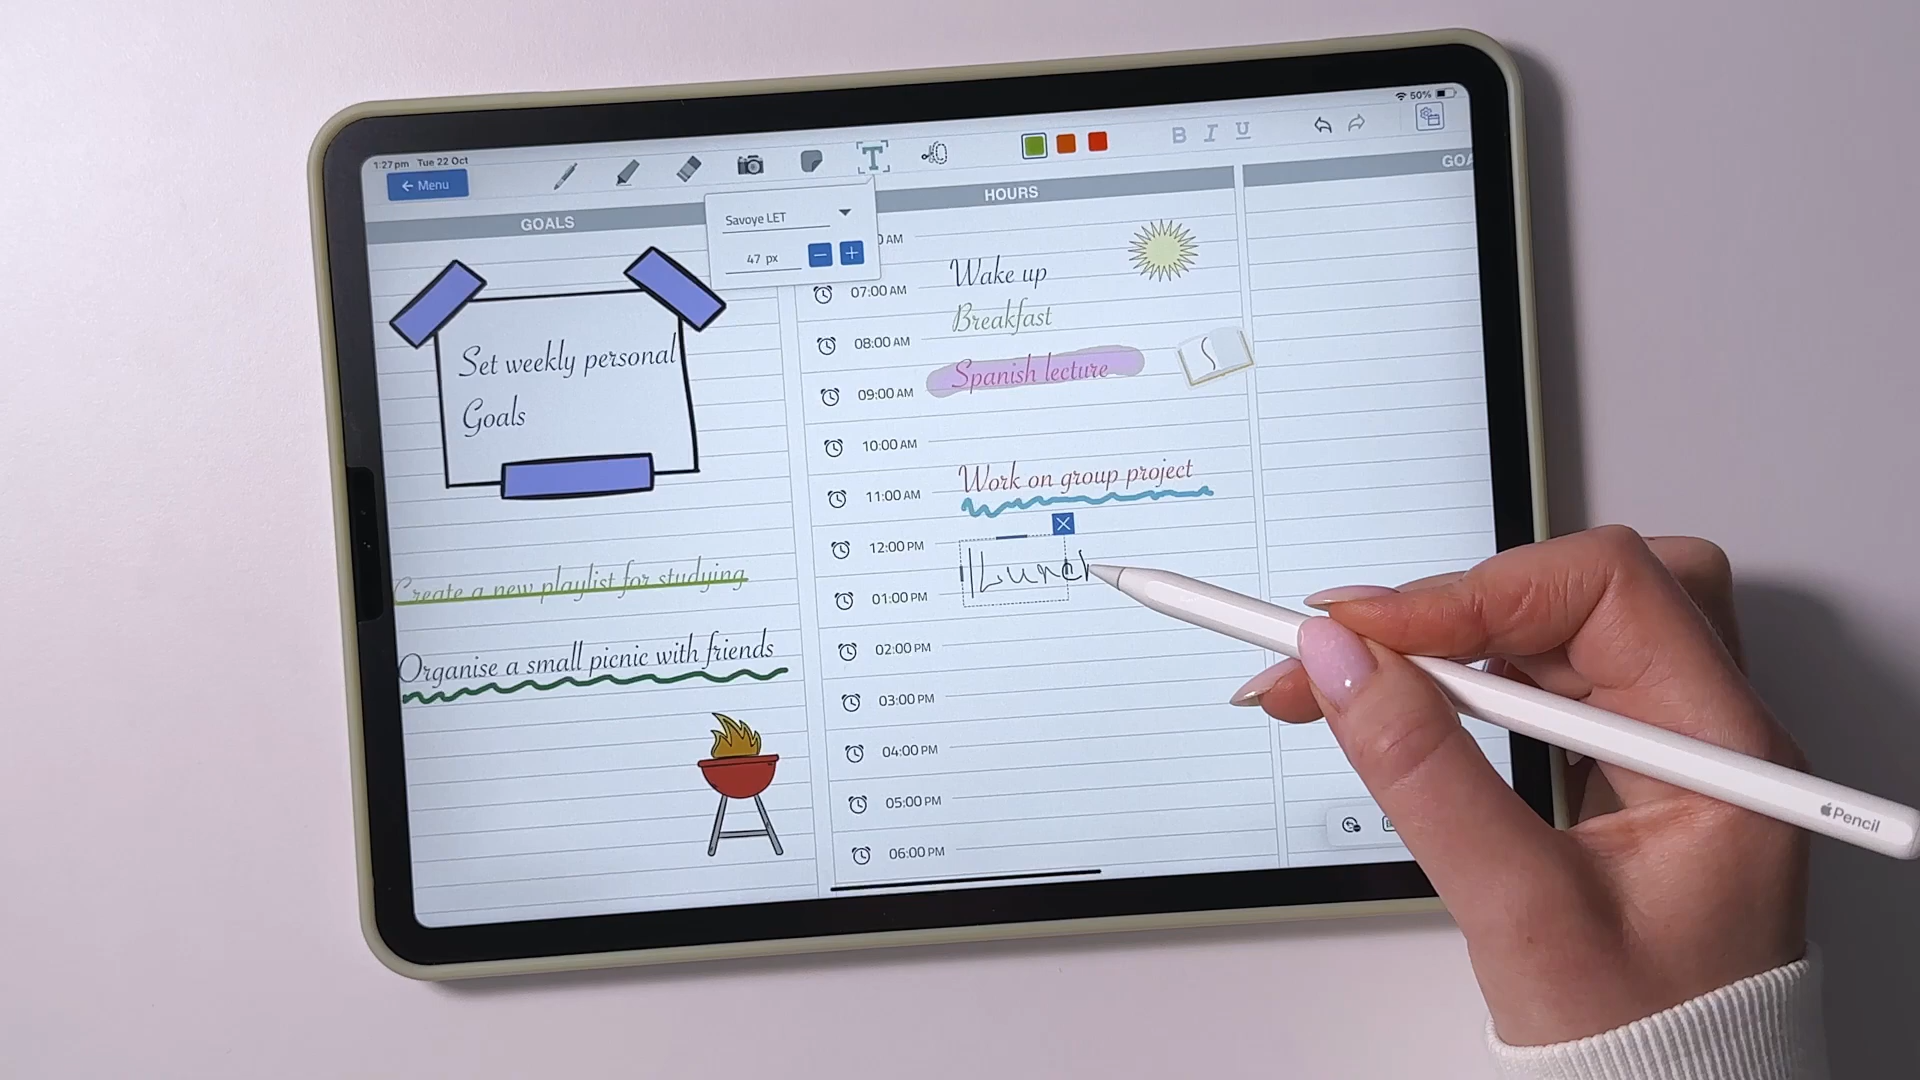 1:27 pm Tue 22 Oct
50%
← Menu
B I U
GOALS
HOURS
Savoye LET
47 px
Set weekly personal
Goals
Create a new playlist for studying
Organise a small picnic with friends
Wake up
07:00 AM
Breakfast
08:00 AM
Spanish lecture
09:00 AM
10:00 AM
Work on group project
11:00 AM
12:00 PM
Lunch
01:00 PM
02:00 PM
03:00 PM
04:00 PM
05:00 PM
06:00 PM
Pencil